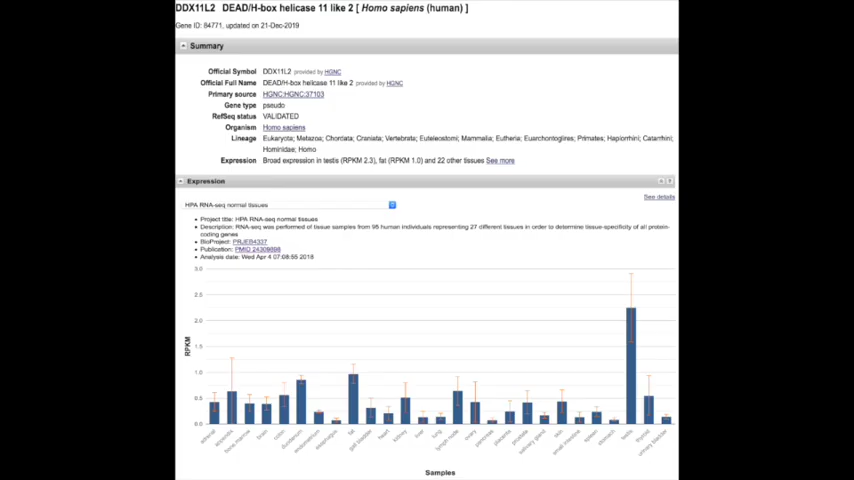 DDX11L2 DEAD/H-box helicase 11 like 2 [ Homo sapiens (human) ]
Gene ID: 84771, updated on 21-Dec-2019
Summary
Official Symbol DDX11L2 provided by HGNC
Official Full Name DEAD/H-box helicase 11 like 2 provided by HGNC
Primary source HGNC:HGNC:37103
Gene type pseudo
RefSeq status VALIDATED
Organism Homo sapiens
Lineage Eukaryota; Metazoa; Chordata; Craniata; Vertebrata; Euteleostomi; Mammalia; Eutheria; Euarchontoglires; Primates; Haplorrhini; Catarrhini;
Hominidae; Homo
Expression Broad expression in testis (RPKM 2.3), fat (RPKM 1.0) and 22 other tissues See more
Expression
See details
HPA RNA-seq normal tissues
• Project title: HPA RNA-seq normal tissues
• Description: RNA-seq was performed of tissue samples from 95 human individuals representing 27 different tissues in order to determine tissue-specificity of all protein-
coding genes
• BioProject: PRJEB4337
• Publication: PMID 24309898
• Analysis date: Wed Apr 4 07:08:55 2018
3.0
2.5
2.0
1.5
1.0
0.5
0.0
RPKM
adrenal
appendix
bone marrow
brain
colon
duodenum
endometrium
esophagus
fat
gall bladder
heart
kidney
liver
lung
lymph node
ovary
pancreas
placenta
prostate
salivary gland
skin
small intestine
spleen
stomach
testis
thyroid
urinary bladder
Samples